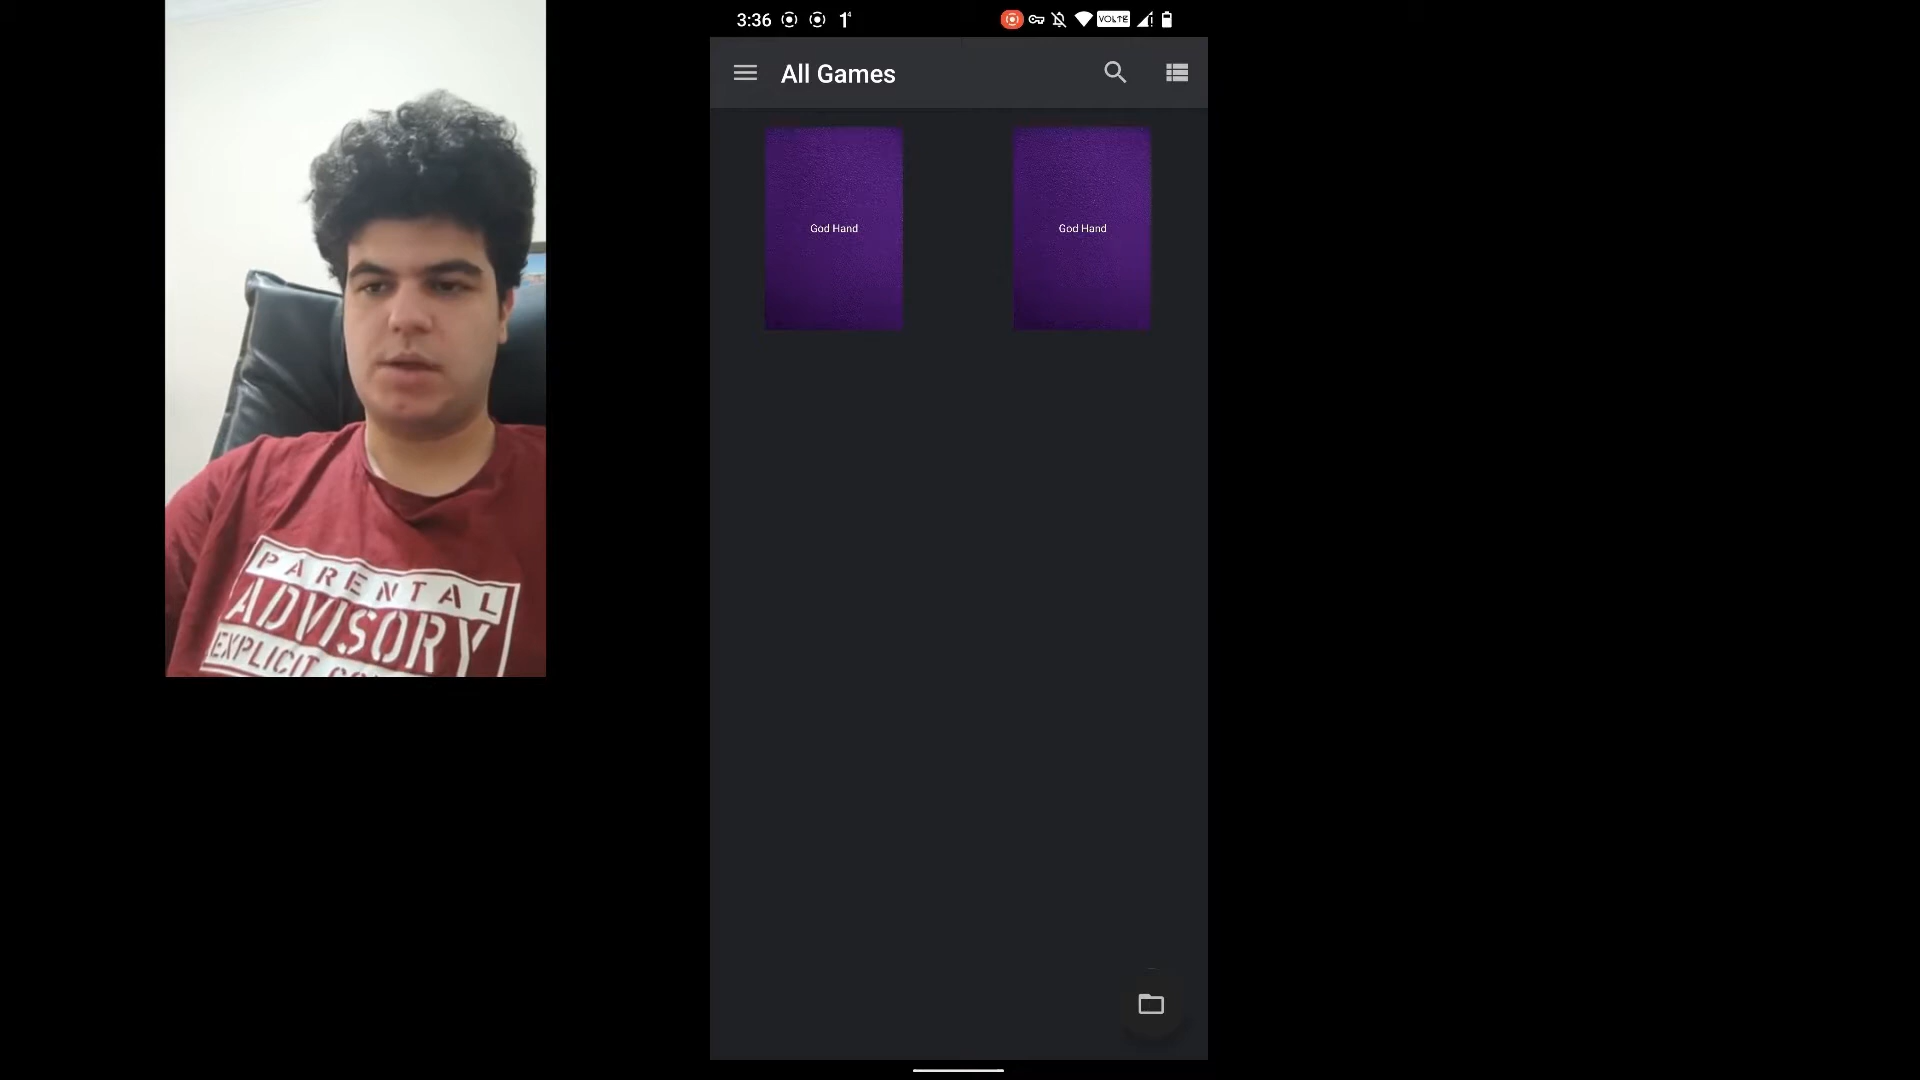 3:36
VOLTE
All Games
God Hand
God Hand
PARENTAL
ADVISORY
EXPLICIT